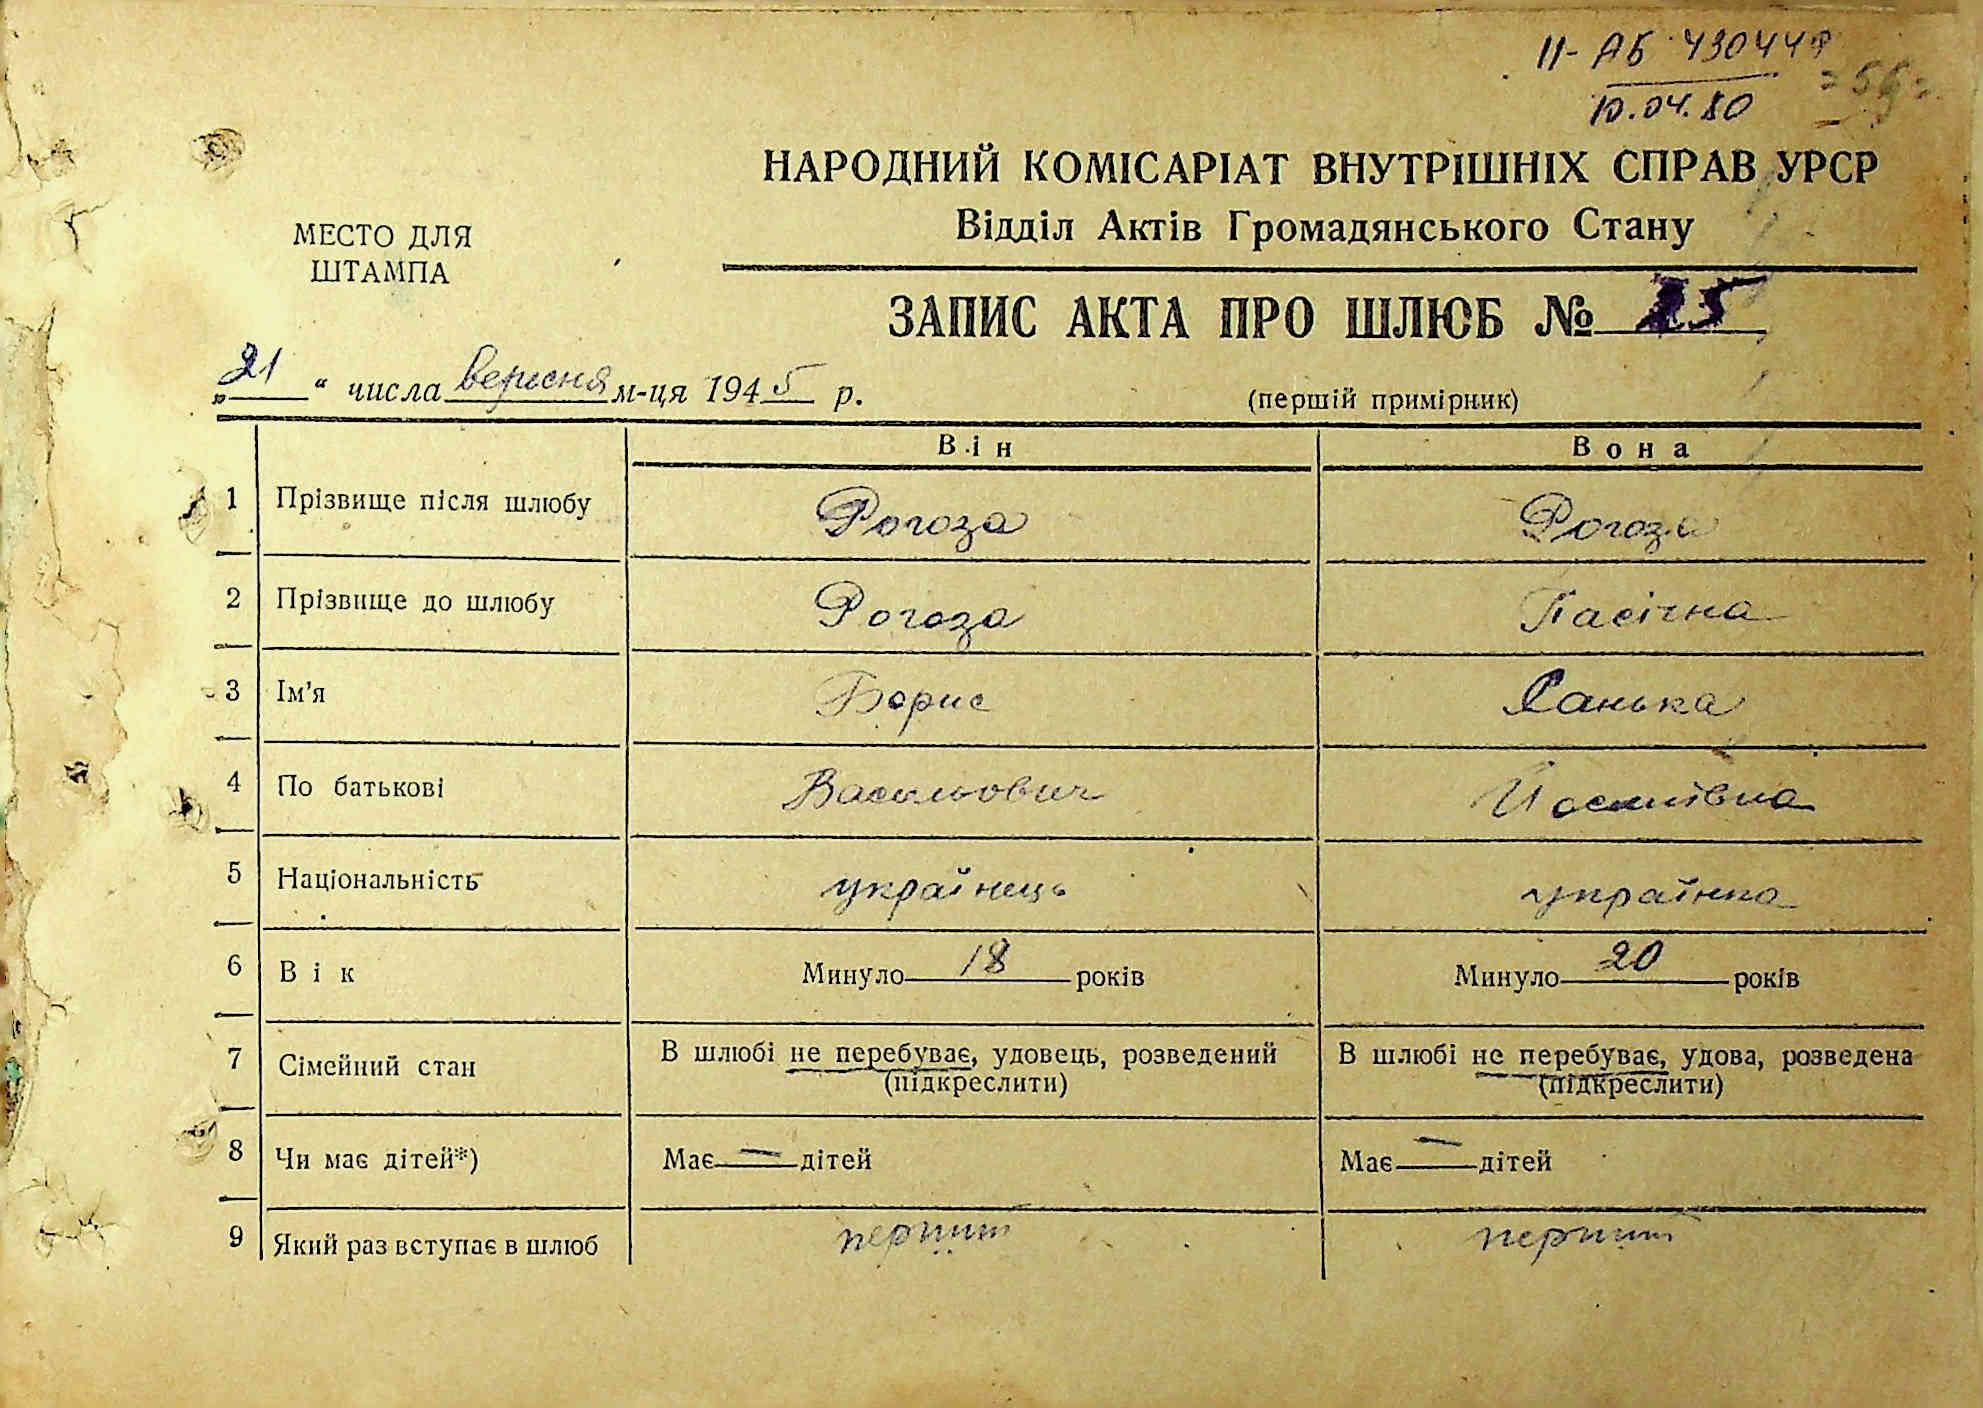 II-АБ 430449
10.04.80
НАРОДНИЙ КОМІСАРІАТ ВНУТРІШНІХ СПРАВ УРСР
Відділ Актів Громадянського Стану
МЕСТО ДЛЯ
ШТАМПА
ЗАПИС АКТА ПРО ШЛЮБ №
„21“ числа вересня м-ця 1945 р.
(першій примірник)
Він Вона
1 Прізвище після шлюбу Рогоза Рогоза
2 Прізвище до шлюбу Рогоза Пасічна
3 Ім'я Борис Ганька
4 По батькові Васильович Йосипівна
5 Національність українець українка
6 Вік Минуло 18 років Минуло 20 років
7 Сімейний стан В шлюбі не перебуває, удовець, розведений В шлюбі не перебуває, удова, розведена
(підкреслити) (підкреслити)
8 Чи має дітей*) Має — дітей Має — дітей
9 Який раз вступає в шлюб перший перший